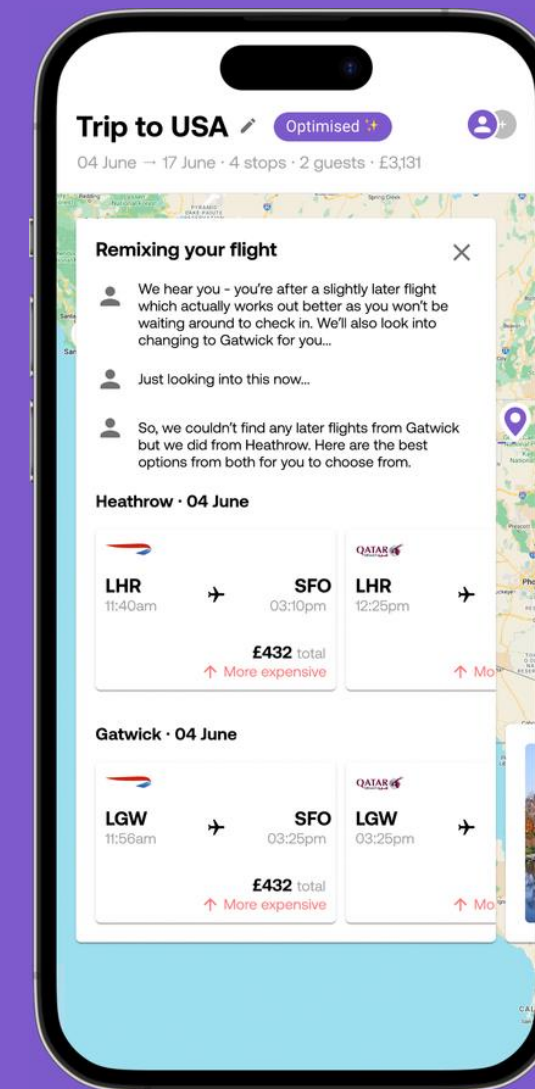 Trip to USA
Optimised ✨
04 June → 17 June · 4 stops · 2 guests · £3,131
Spring Creek
Remixing your flight
We hear you - you're after a slightly later flight
which actually works out better as you won't be
waiting around to check in. We'll also look into
changing to Gatwick for you...
Just looking into this now...
So, we couldn't find any later flights from Gatwick
but we did from Heathrow. Here are the best
options from both for you to choose from.
Heathrow · 04 June
QATAR
LHR SFO LHR
11:40am 03:10pm 12:25pm
£432 total
↑ More expensive ↑ Mo
Gatwick · 04 June
QATAR
LGW SFO LGW
11:56am 03:25pm 03:25pm
£432 total
↑ More expensive ↑ Mo